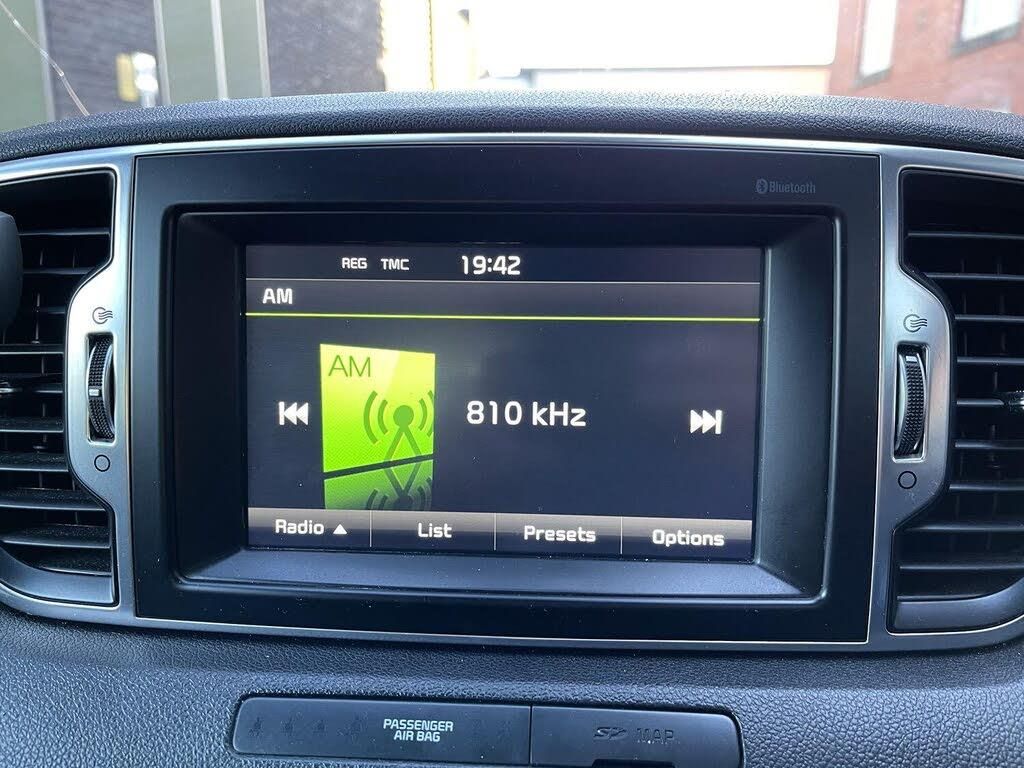 Bluetooth
REG TMC 19:42
AM
AM
810 kHz
Radio List Presets Options
PASSENGER
AIR BAG
SD MAP